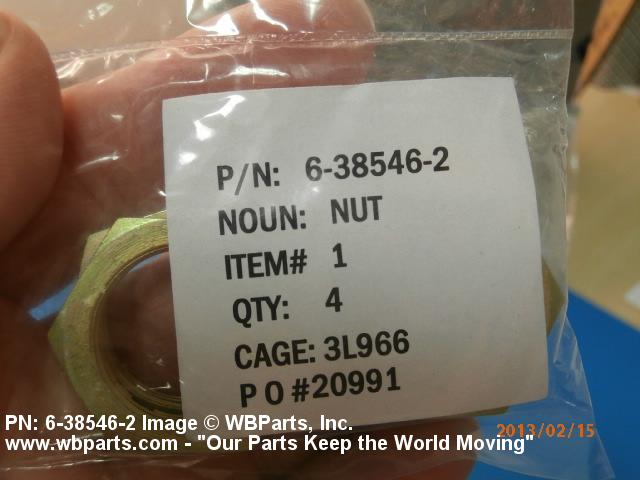 P/N: 6-38546-2
NOUN: NUT
ITEM# 1
QTY: 4
CAGE: 3L966
P O #20991
PN: 6-38546-2 Image © WBParts, Inc.
2013/02/15
www.wbparts.com - "Our Parts Keep the World Moving"